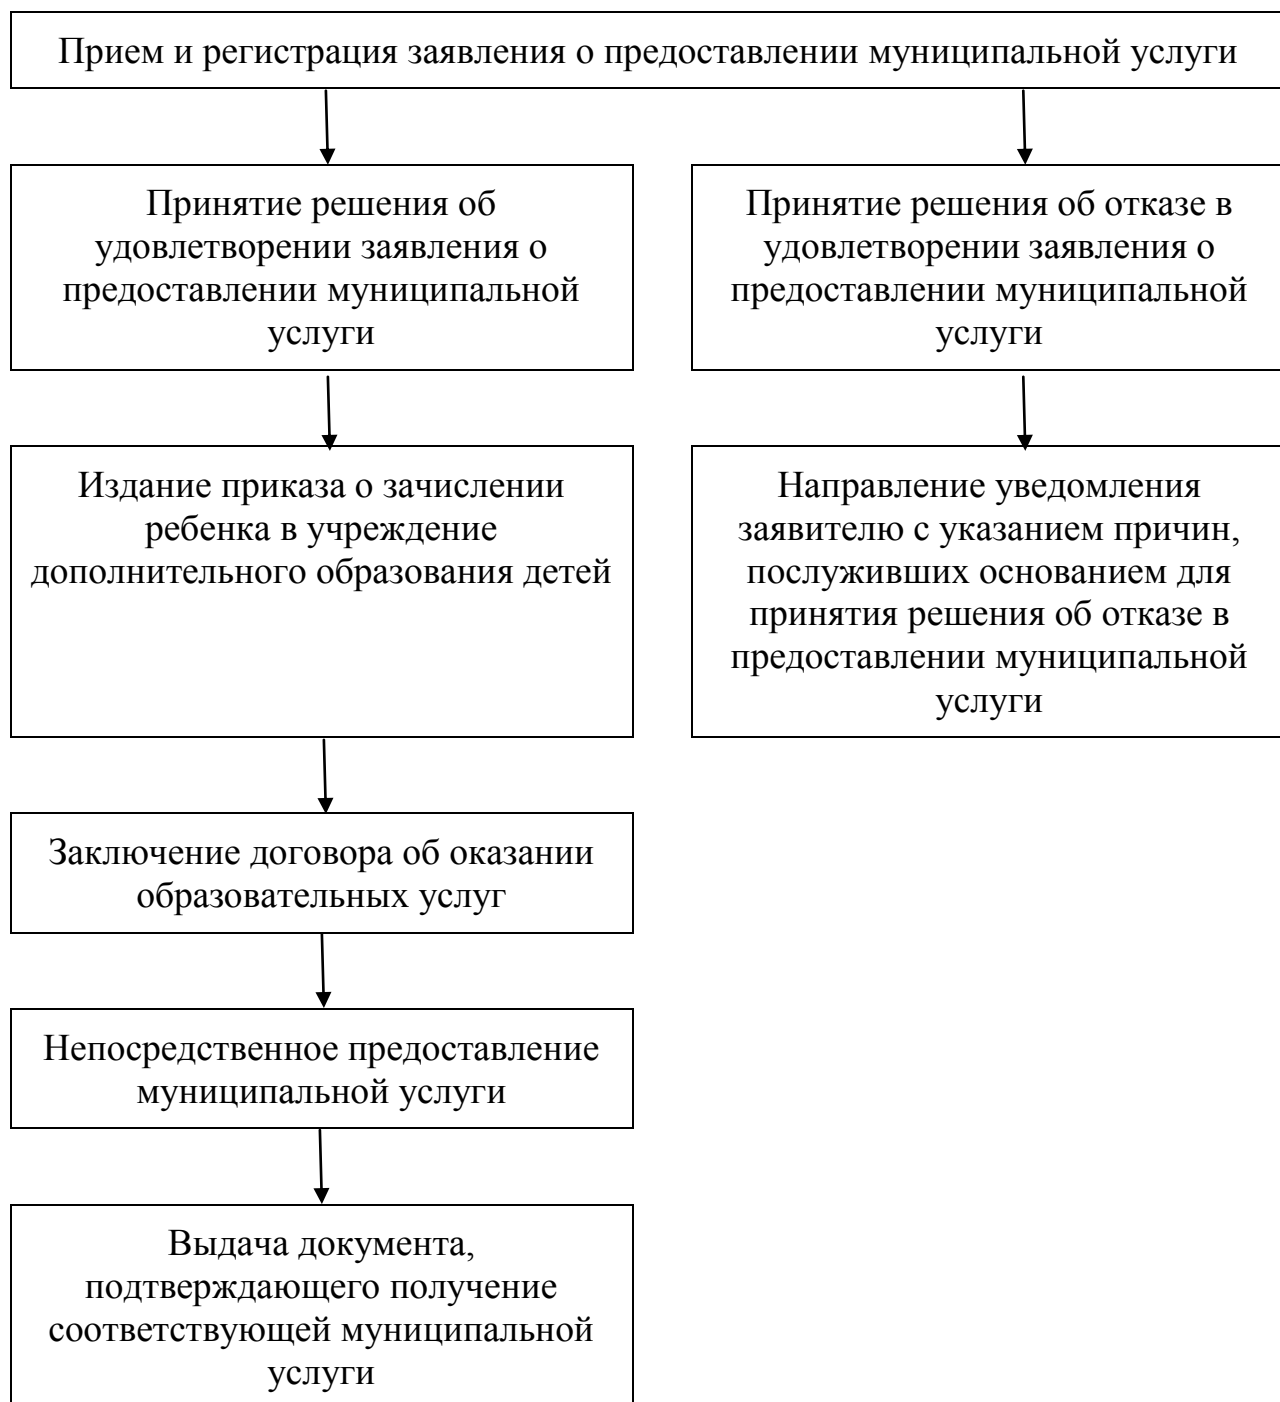 Прием и регистрация заявления о предоставлении муниципальной услуги
Принятие решения об
удовлетворении заявления о
предоставлении муниципальной
услуги
Принятие решения об отказе в
удовлетворении заявления о
предоставлении муниципальной
услуги
Издание приказа о зачислении
ребенка в учреждение
дополнительного образования детей
Направление уведомления
заявителю с указанием причин,
послуживших основанием для
принятия решения об отказе в
предоставлении муниципальной
услуги
Заключение договора об оказании
образовательных услуг
Непосредственное предоставление
муниципальной услуги
Выдача документа,
подтверждающего получение
соответствующей муниципальной
услуги